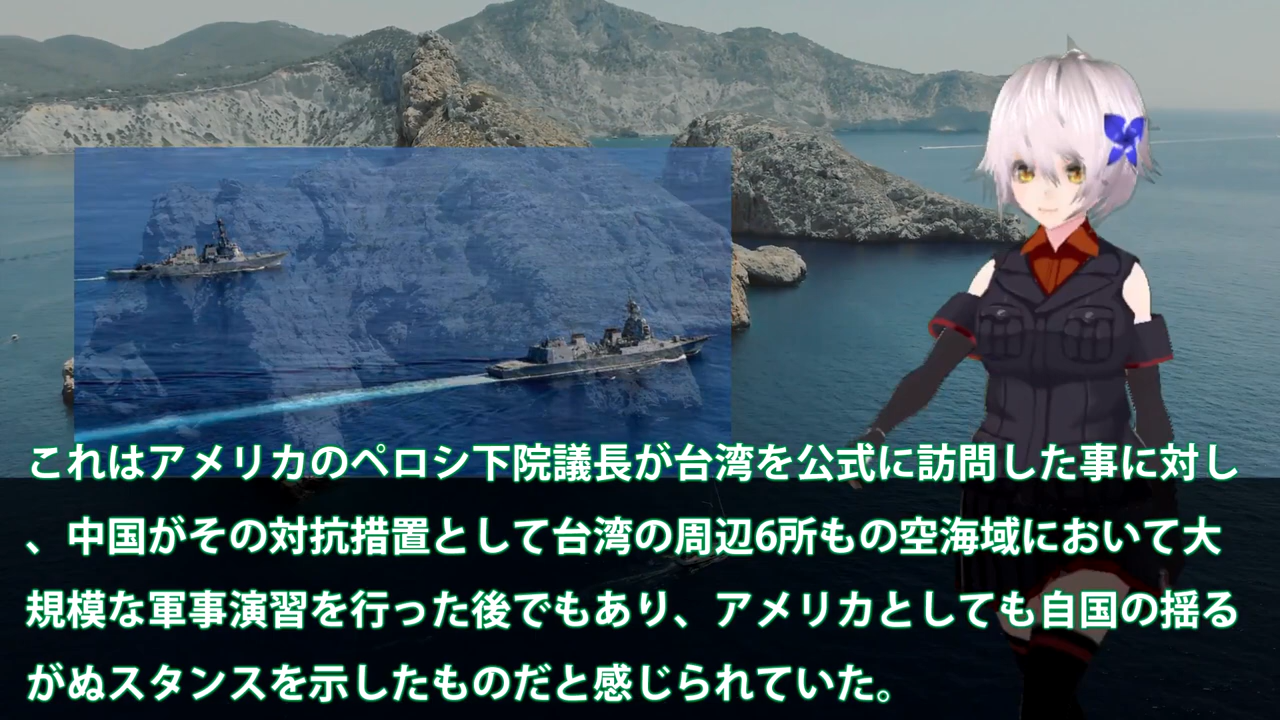 これはアメリカのペロシ下院議長が台湾を公式に訪問した事に対し
、中国がその対抗措置として台湾の周辺6所もの空海域において大
規模な軍事演習を行った後でもあり、アメリカとしても自国の揺る
がぬスタンスを示したものだと感じられていた。